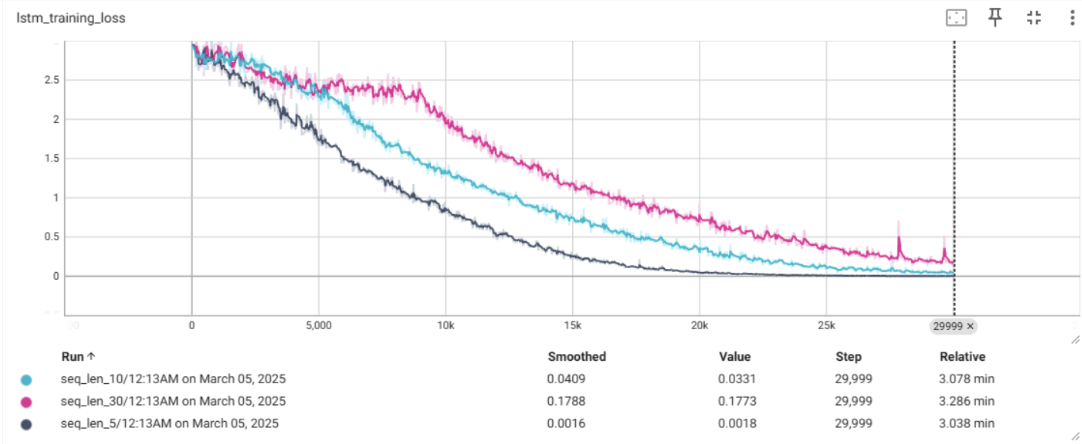 lstm_training_loss
2.5
2
1.5
1
0.5
0
0 5,000 10k 15k 20k 25k 29999 ×
Run ↑ Smoothed Value Step Relative
seq_len_10/12:13AM on March 05, 2025 0.0409 0.0331 29,999 3.078 min
seq_len_30/12:13AM on March 05, 2025 0.1788 0.1773 29,999 3.286 min
seq_len_5/12:13AM on March 05, 2025 0.0016 0.0018 29,999 3.038 min